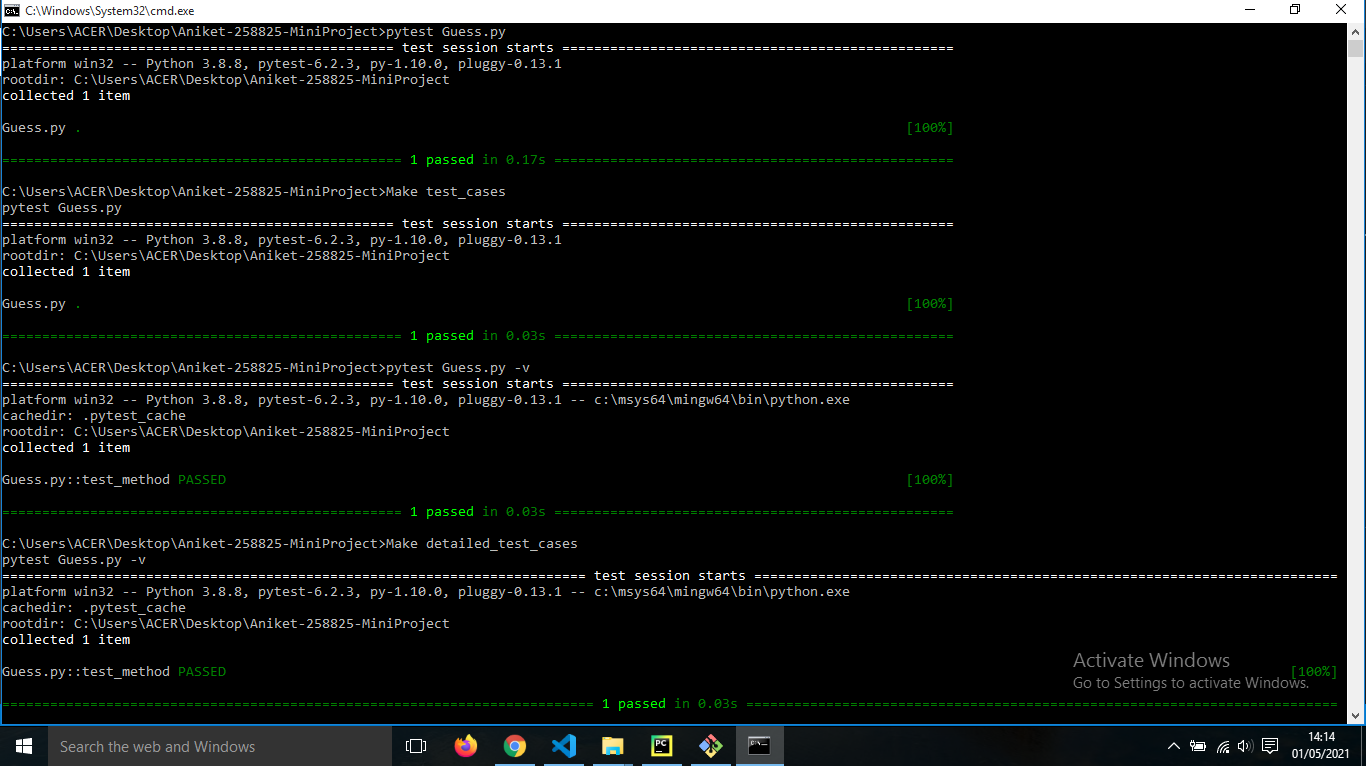 C:\Windows\System32\cmd.exe
C:\Users\ACER\Desktop\Aniket-258825-MiniProject>pytest Guess.py
================================================= test session starts =================================================
platform win32 -- Python 3.8.8, pytest-6.2.3, py-1.10.0, pluggy-0.13.1
rootdir: C:\Users\ACER\Desktop\Aniket-258825-MiniProject
collected 1 item
Guess.py . [100%]
================================================== 1 passed in 0.17s ==================================================
C:\Users\ACER\Desktop\Aniket-258825-MiniProject>Make test_cases
pytest Guess.py
================================================= test session starts =================================================
platform win32 -- Python 3.8.8, pytest-6.2.3, py-1.10.0, pluggy-0.13.1
rootdir: C:\Users\ACER\Desktop\Aniket-258825-MiniProject
collected 1 item
Guess.py . [100%]
================================================== 1 passed in 0.03s ==================================================
C:\Users\ACER\Desktop\Aniket-258825-MiniProject>pytest Guess.py -v
================================================= test session starts =================================================
platform win32 -- Python 3.8.8, pytest-6.2.3, py-1.10.0, pluggy-0.13.1 -- c:\msys64\mingw64\bin\python.exe
cachedir: .pytest_cache
rootdir: C:\Users\ACER\Desktop\Aniket-258825-MiniProject
collected 1 item
Guess.py::test_method PASSED [100%]
================================================== 1 passed in 0.03s ==================================================
C:\Users\ACER\Desktop\Aniket-258825-MiniProject>Make detailed_test_cases
pytest Guess.py -v
========================================================================= test session starts =========================================================================
platform win32 -- Python 3.8.8, pytest-6.2.3, py-1.10.0, pluggy-0.13.1 -- c:\msys64\mingw64\bin\python.exe
cachedir: .pytest_cache
rootdir: C:\Users\ACER\Desktop\Aniket-258825-MiniProject
collected 1 item
Guess.py::test_method PASSED [100%]
========================================================================== 1 passed in 0.03s ==========================================================================
Activate Windows
Go to Settings to activate Windows.
Search the web and Windows
PC
14:14
01/05/2021